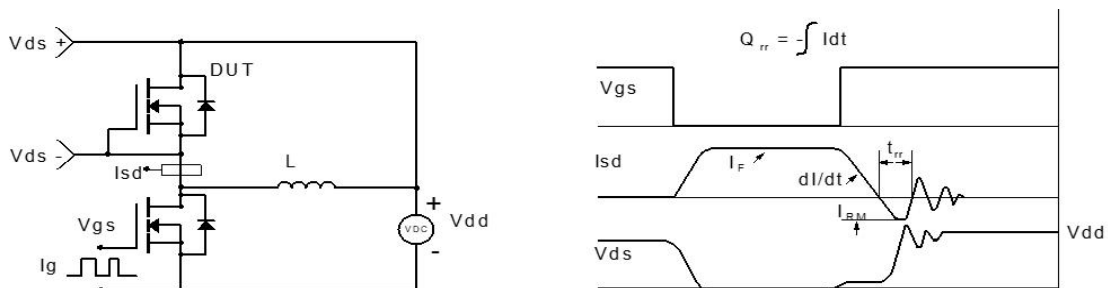 Vds +
DUT
Vds -
Isd
L
Vgs
Ig
+
VDC
-
Vdd
Q rr = -∫ Idt
Vgs
Isd
I F
dI/dt
t rr
I RM
Vds
Vdd